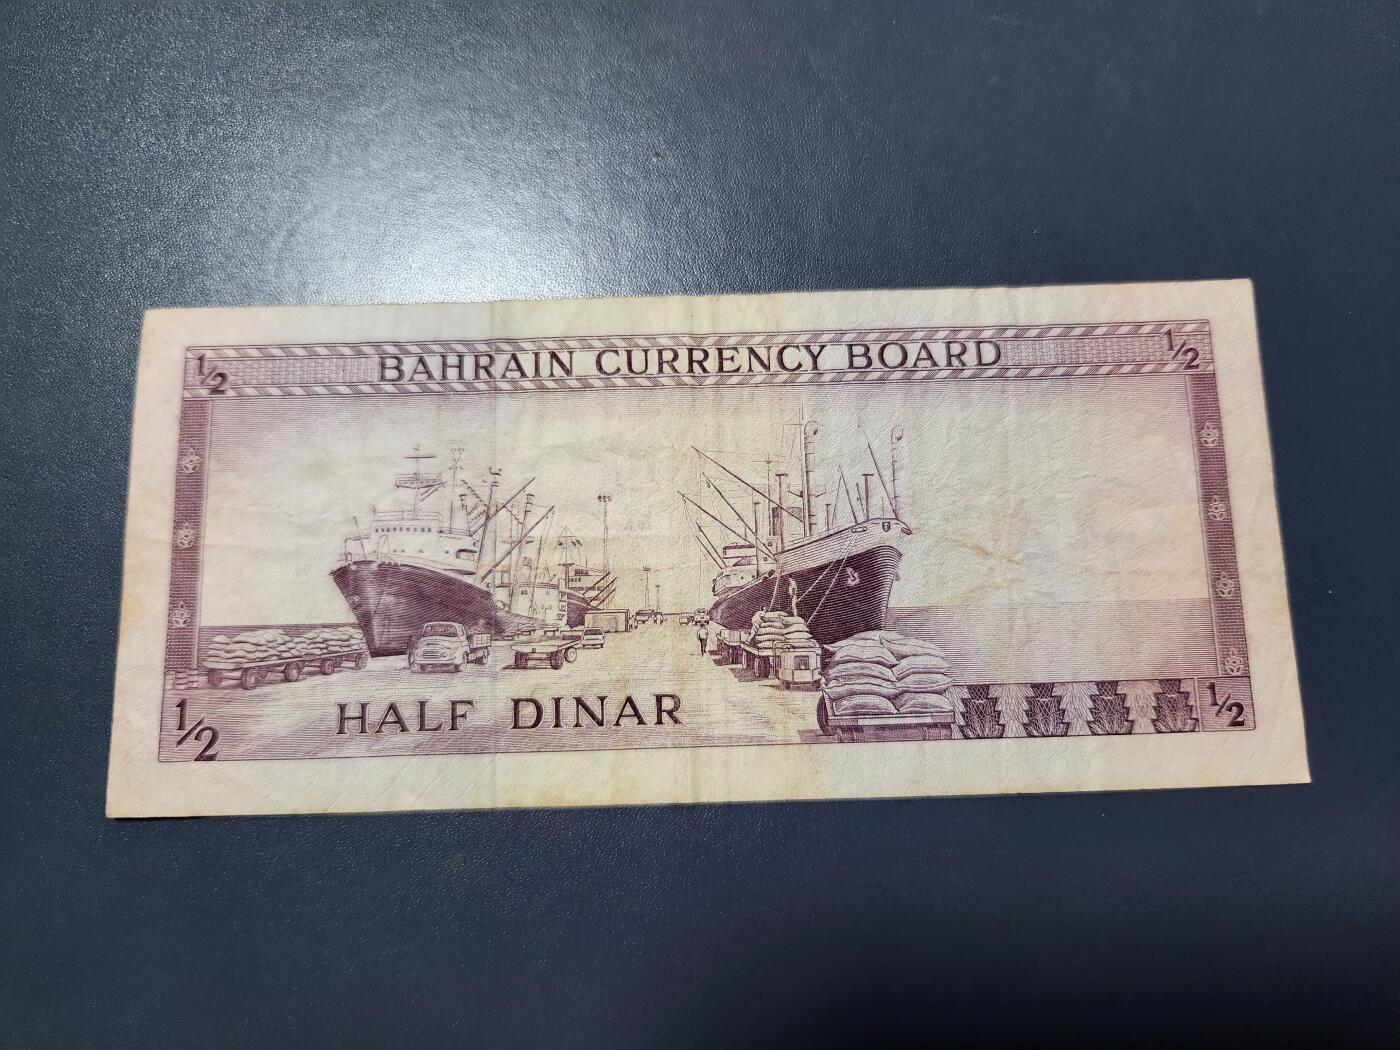 1/2 BAHRAIN CURRENCY BOARD 1/2
HALF DINAR
1/2 1/2